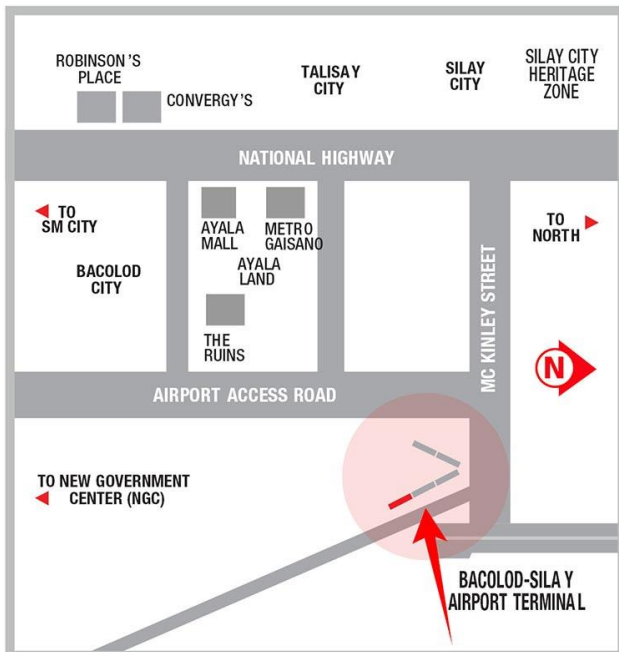 ROBINSON'S
PLACE
CONVERGY'S
TALISAY
CITY
SILAY
CITY
SILAY CITY
HERITAGE
ZONE
NATIONAL HIGHWAY
TO
SM CITY
BACOLOD
CITY
AYALA
MALL
METRO
GAISANO
AYALA
LAND
THE
RUINS
MC KINLEY STREET
TO
NORTH
N
AIRPORT ACCESS ROAD
TO NEW GOVERNMENT
CENTER (NGC)
BACOLOD-SILAY
AIRPORT TERMINAL